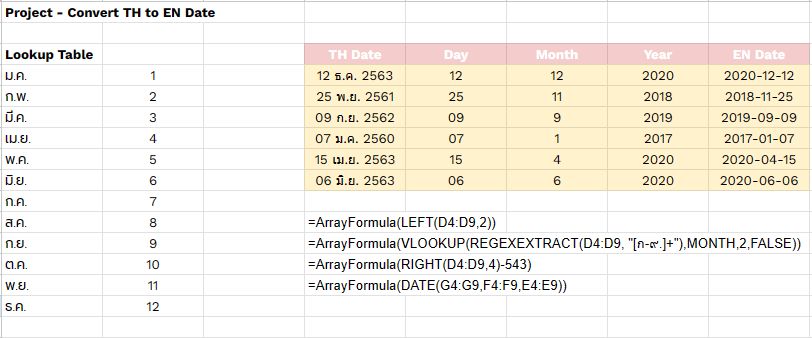 Project - Convert TH to EN Date
Lookup Table TH Date Day Month Year EN Date
ม.ค. 1 12 ธ.ค. 2563 12 12 2020 2020-12-12
ก.พ. 2 25 พ.ย. 2561 25 11 2018 2018-11-25
มี.ค. 3 09 ก.ย. 2562 09 9 2019 2019-09-09
เม.ย. 4 07 ม.ค. 2560 07 1 2017 2017-01-07
พ.ค. 5 15 เม.ย. 2563 15 4 2020 2020-04-15
มิ.ย. 6 06 มิ.ย. 2563 06 6 2020 2020-06-06
ก.ค. 7
ส.ค. 8 =ArrayFormula(LEFT(D4:D9,2))
ก.ย. 9 =ArrayFormula(VLOOKUP(REGEXEXTRACT(D4:D9, "[ก-๙.]+"),MONTH,2,FALSE))
ต.ค. 10 =ArrayFormula(RIGHT(D4:D9,4)-543)
พ.ย. 11 =ArrayFormula(DATE(G4:G9,F4:F9,E4:E9))
ธ.ค. 12